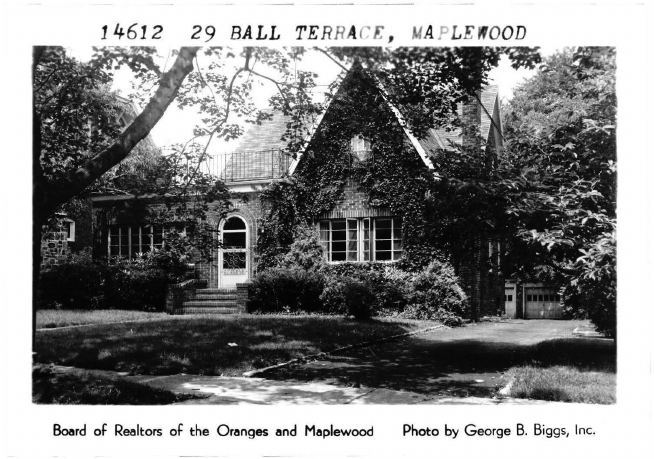 14612 29 BALL TERRACE, MAPLEWOOD
Board of Realtors of the Oranges and Maplewood Photo by George B. Biggs, Inc.